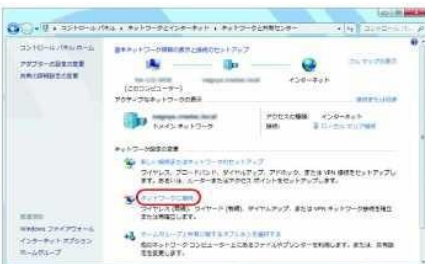 コントロール パネル ▸ ネットワークとインターネット ▸ ネットワークと共有センター
コントロール パネル ホーム
アダプターの設定の変更
共有の詳細設定の変更
基本ネットワーク情報の表示と接続のセットアップ
フル マップの表示
(このコンピューター)
インターネット
アクティブなネットワークの表示
接続または切断
ドメイン ネットワーク
アクセスの種類: インターネット
接続: ローカル エリア接続
ネットワーク設定の変更
新しい接続またはネットワークのセットアップ
ワイヤレス、ブロードバンド、ダイヤルアップ、アドホック、または VPN 接続をセットアップします。あるいは、ルーターまたはアクセス ポイントをセットアップします。
ネットワークに接続
ワイヤレス (無線)、ワイヤード (有線)、ダイヤルアップ、または VPN ネットワーク接続を確立または再確立します。
ホームグループと共有に関するオプションを選択する
他のネットワーク コンピューター上にあるファイルやプリンターを利用します。または、共有設定を変更します。
関連項目
Windows ファイアウォール
インターネット オプション
ホームグループ